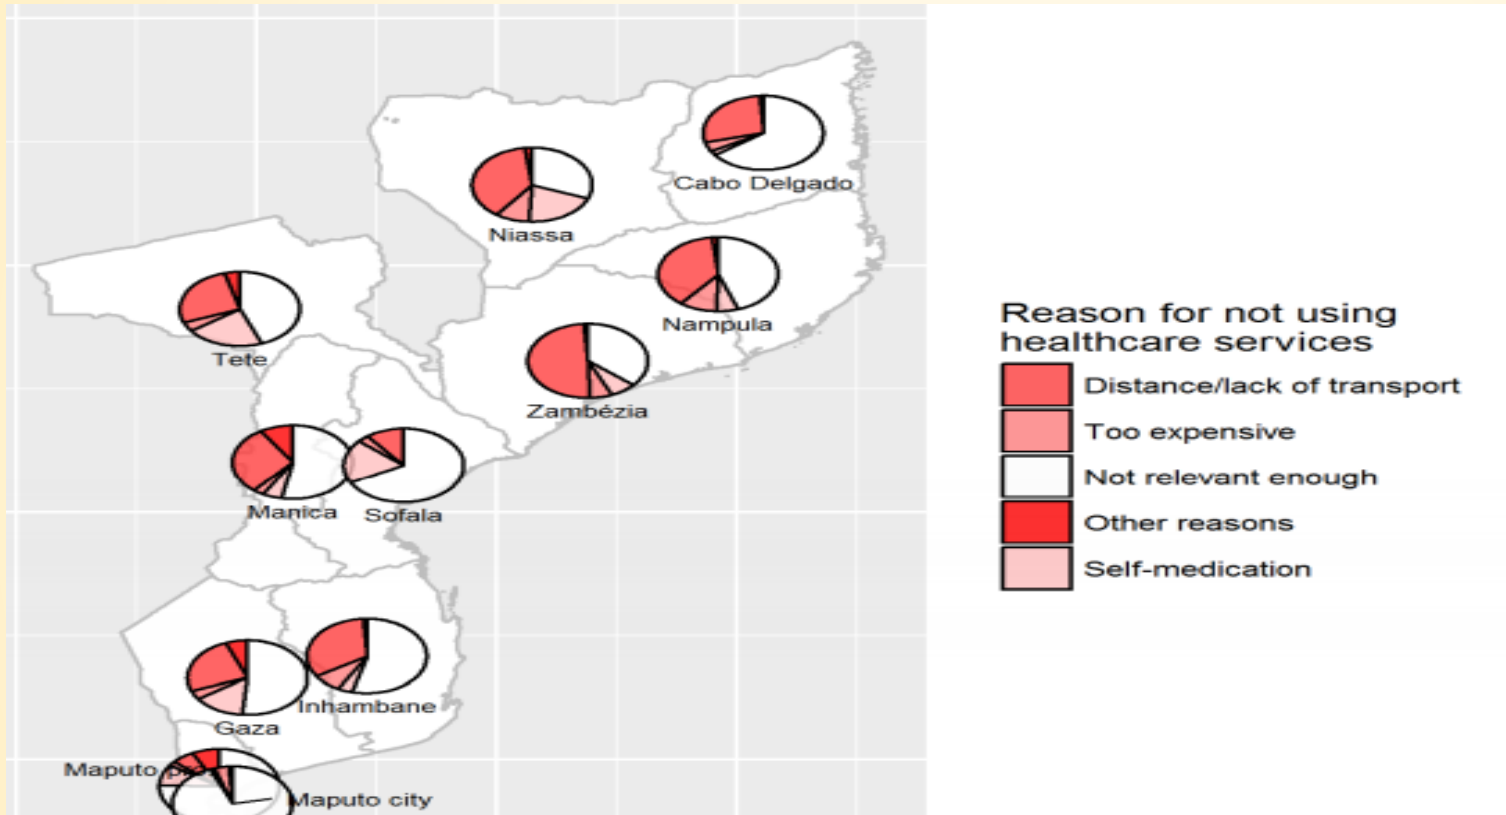 Cabo Delgado
Niassa
Nampula
Tete
Zambézia
Manica
Sofala
Inhambane
Gaza
Maputo
Maputo city
Reason for not using
healthcare services
Distance/lack of transport
Too expensive
Not relevant enough
Other reasons
Self-medication